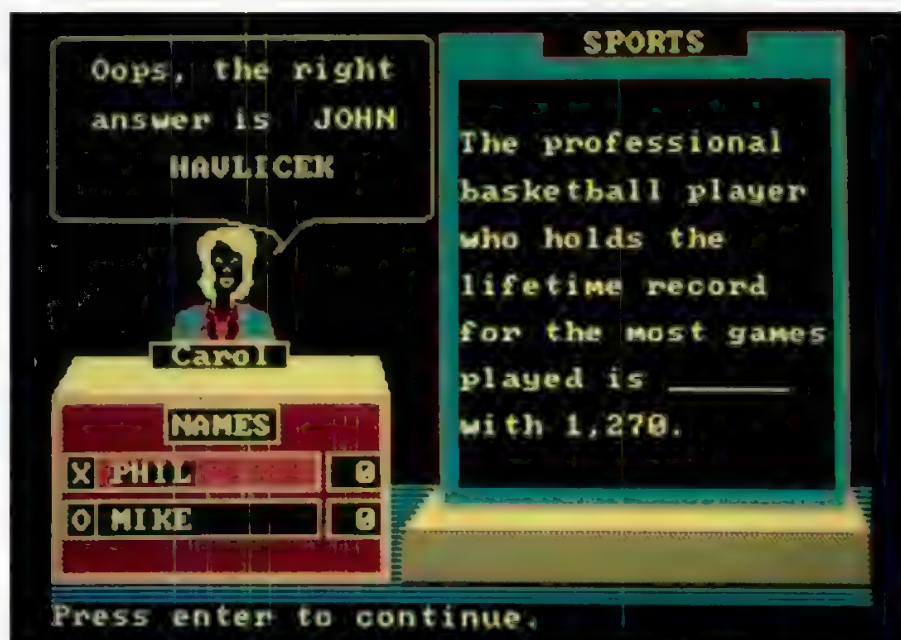 Oops, the right
answer is JOHN
HAVLICEK
Carol
NAMES
X PHIL 0
O MIKE 0
SPORTS
The professional
basketball player
who holds the
lifetime record
for the most games
played is ______
with 1,270.
Press enter to continue.